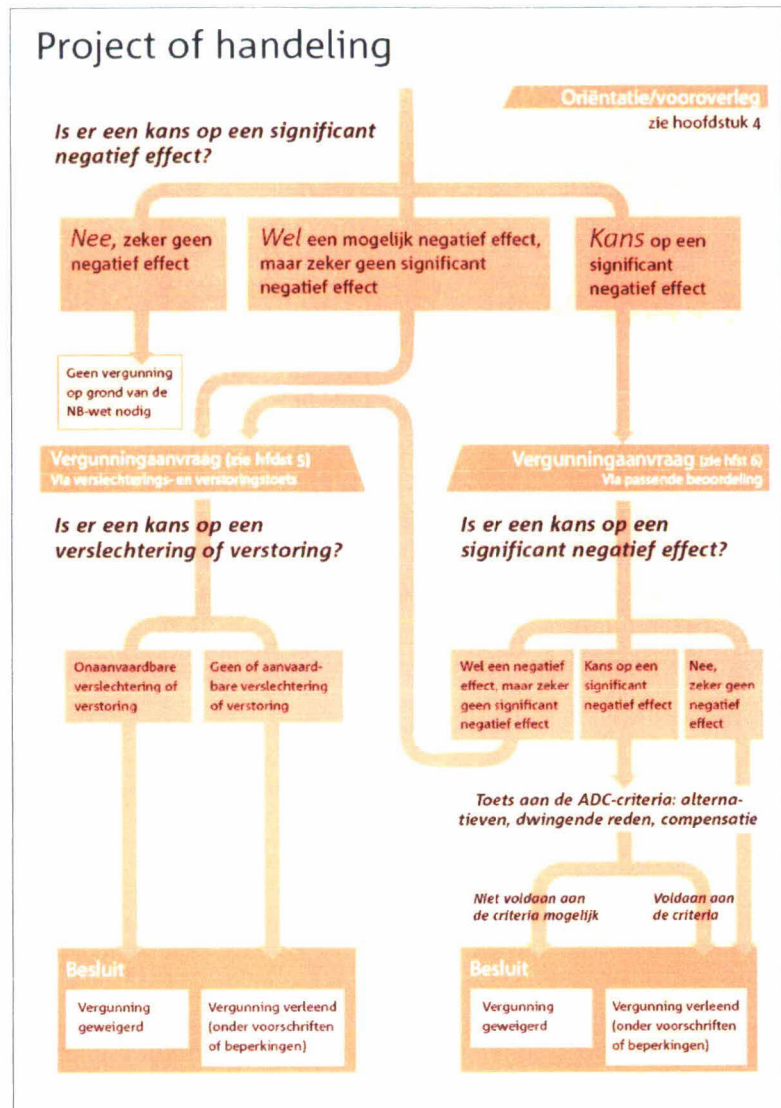 Project of handeling
Oriëntatie/vooroverleg
zie hoofdstuk 4
Is er een kans op een significant
negatief effect?
Nee, zeker geen
negatief effect
Wel een mogelijk negatief effect,
maar zeker geen significant
negatief effect
Kans op een
significant
negatief effect
Geen vergunning
op grond van de
NB-wet nodig
Vergunningaanvraag (zie hfdst 5)
Via verslechterings- en verstoringstoets
Vergunningaanvraag (zie hfst 6)
Via passende beoordeling
Is er een kans op een
verslechtering of verstoring?
Is er een kans op een
significant negatief effect?
Onaanvaardbare
verslechtering of
verstoring
Geen of aanvaard-
bare verslechtering
of verstoring
Wel een negatief
effect, maar zeker
geen significant
negatief effect
Kans op een
significant
negatief effect
Nee,
zeker geen
negatief
effect
Toets aan de ADC-criteria: alterna-
tieven, dwingende reden, compensatie
Niet voldaan aan
de criteria mogelijk
Voldaan aan
de criteria
Besluit
Vergunning
geweigerd
Vergunning verleend
(onder voorschriften
of beperkingen)
Besluit
Vergunning
geweigerd
Vergunning verleend
(onder voorschriften
of beperkingen)